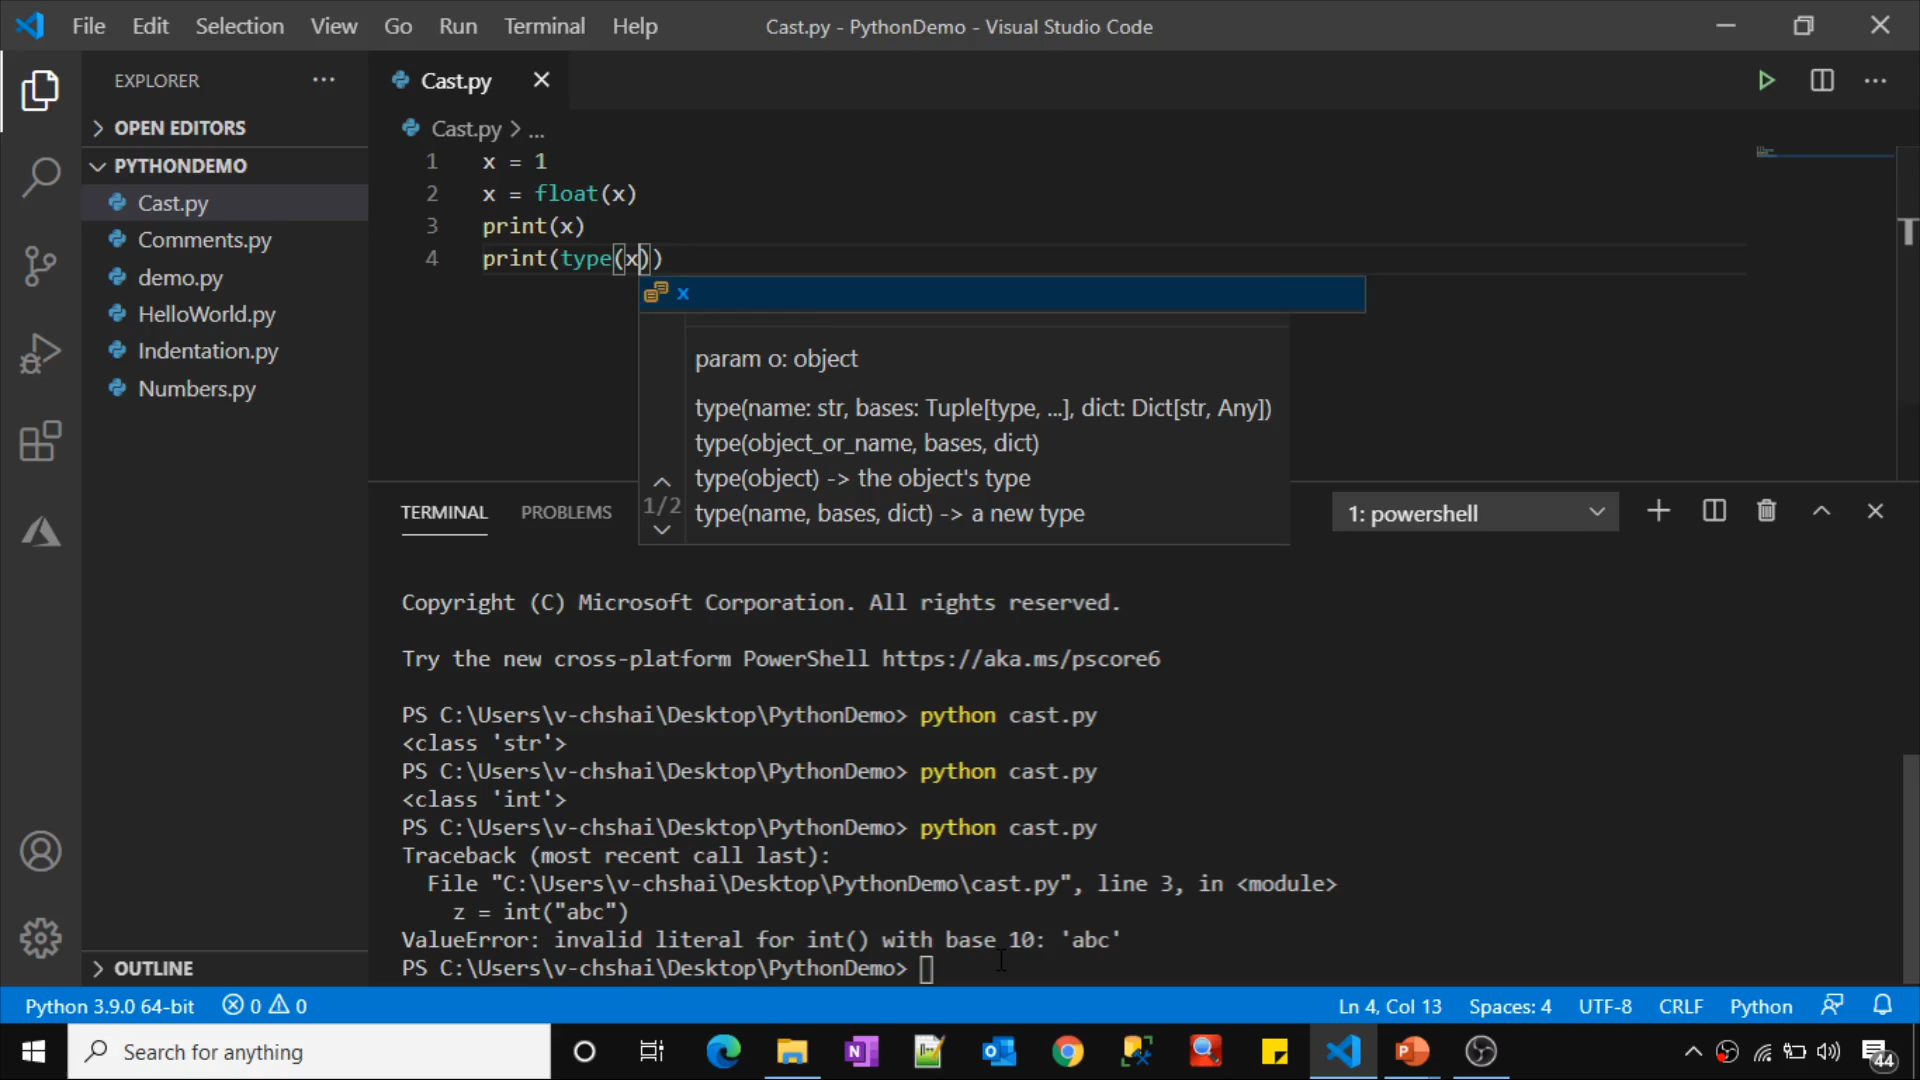 File Edit Selection View Go Run Terminal Help Cast.py - PythonDemo - Visual Studio Code
EXPLORER ···
OPEN EDITORS
PYTHONDEMO
Cast.py
Comments.py
demo.py
HelloWorld.py
Indentation.py
Numbers.py
OUTLINE
Cast.py
Cast.py > ...
1 x = 1
2 x = float(x)
3 print(x)
4 print(type(x))
x
param o: object
type(name: str, bases: Tuple[type, ...], dict: Dict[str, Any])
type(object_or_name, bases, dict)
type(object) -> the object's type
type(name, bases, dict) -> a new type
1/2
TERMINAL PROBLEMS 1: powershell
Copyright (C) Microsoft Corporation. All rights reserved.
Try the new cross-platform PowerShell https://aka.ms/pscore6
PS C:\Users\v-chshai\Desktop\PythonDemo> python cast.py
<class 'str'>
PS C:\Users\v-chshai\Desktop\PythonDemo> python cast.py
<class 'int'>
PS C:\Users\v-chshai\Desktop\PythonDemo> python cast.py
Traceback (most recent call last):
File "C:\Users\v-chshai\Desktop\PythonDemo\cast.py", line 3, in <module>
z = int("abc")
ValueError: invalid literal for int() with base 10: 'abc'
PS C:\Users\v-chshai\Desktop\PythonDemo>
Python 3.9.0 64-bit 0 0 Ln 4, Col 13 Spaces: 4 UTF-8 CRLF Python
Search for anything
44